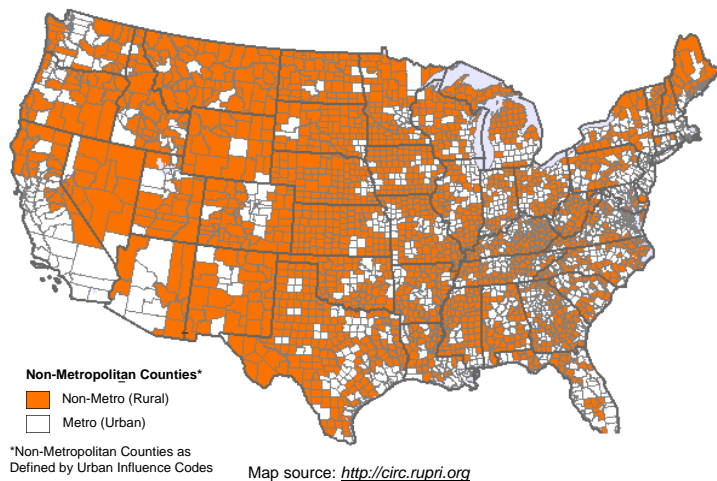 Non-Metropolitan Counties*
Non-Metro (Rural)
Metro (Urban)
*Non-Metropolitan Counties as
Defined by Urban Influence Codes
Map source: http://circ.rupri.org